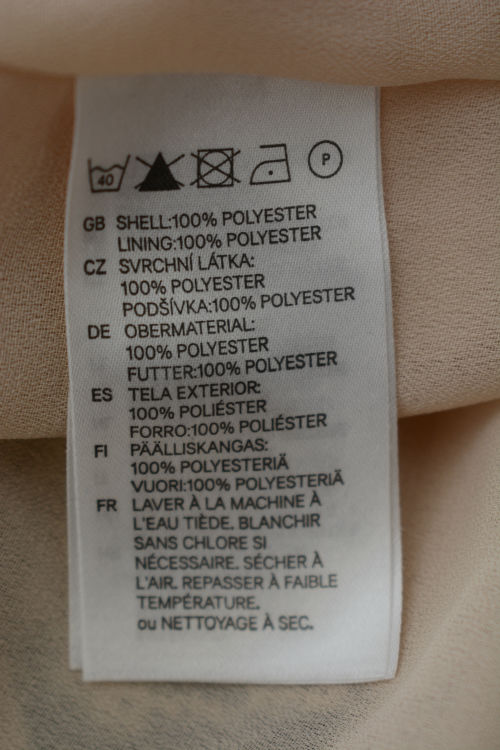 40 P
GB SHELL:100% POLYESTER
LINING:100% POLYESTER
CZ SVRCHNÍ LÁTKA:
100% POLYESTER
PODŠÍVKA:100% POLYESTER
DE OBERMATERIAL:
100% POLYESTER
FUTTER:100% POLYESTER
ES TELA EXTERIOR:
100% POLIÉSTER
FORRO:100% POLIÉSTER
FI PÄÄLLISKANGAS:
100% POLYESTERIÄ
VUORI:100% POLYESTERIÄ
FR LAVER À LA MACHINE À
L'EAU TIÈDE. BLANCHIR
SANS CHLORE SI
NÉCESSAIRE. SÉCHER À
L'AIR. REPASSER À FAIBLE
TEMPÉRATURE.
ou NETTOYAGE À SEC.